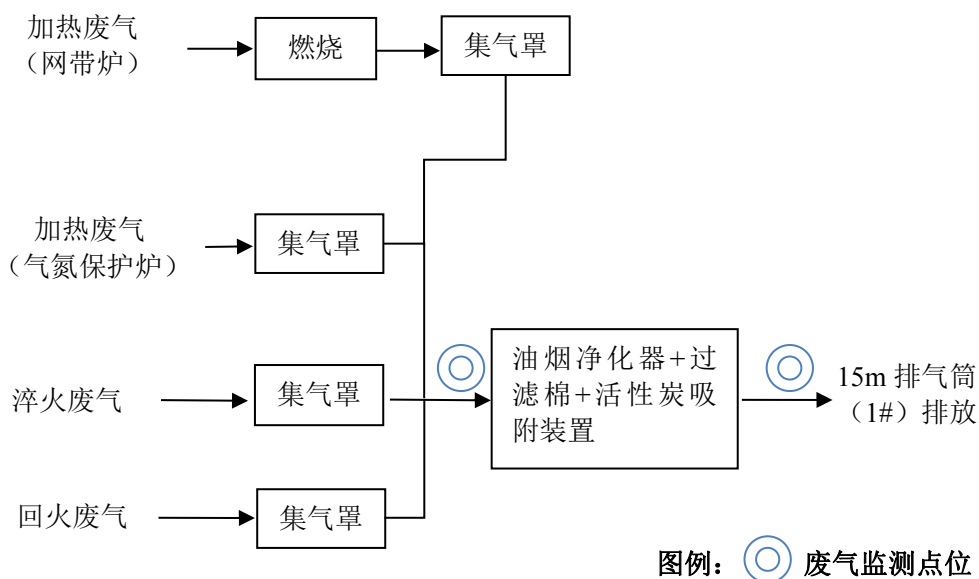 加热废气
（网带炉）
燃烧
集气罩
加热废气
（气氮保护炉）
集气罩
淬火废气
集气罩
油烟净化器+过
滤棉+活性炭吸
附装置
15m 排气筒
（1#）排放
回火废气
集气罩
图例：
废气监测点位